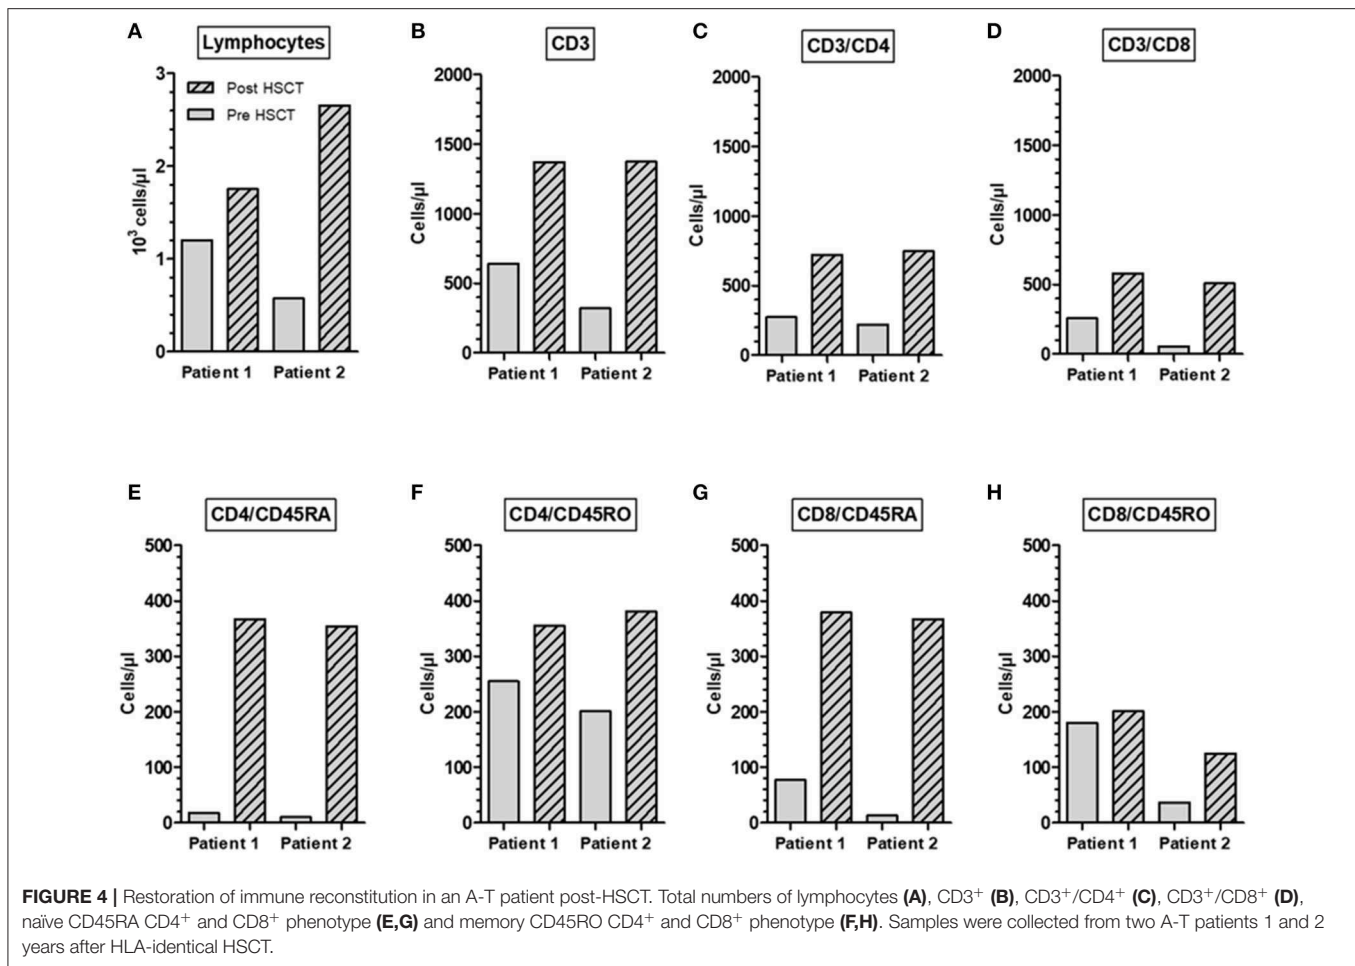 A
Lymphocytes
3
2
1
0
10³ cells/µl
Post HSCT
Pre HSCT
Patient 1 Patient 2
B
CD3
2000
1500
1000
500
0
Cells/µl
Patient 1 Patient 2
C
CD3/CD4
2000
1500
1000
500
0
Cells/µl
Patient 1 Patient 2
D
CD3/CD8
2000
1500
1000
500
0
Cells/µl
Patient 1 Patient 2
E
CD4/CD45RA
500
400
300
200
100
0
Cells/µl
Patient 1 Patient 2
F
CD4/CD45RO
500
400
300
200
100
0
Cells/µl
Patient 1 Patient 2
G
CD8/CD45RA
500
400
300
200
100
0
Cells/µl
Patient 1 Patient 2
H
CD8/CD45RO
500
400
300
200
100
0
Cells/µl
Patient 1 Patient 2
FIGURE 4 | Restoration of immune reconstitution in an A-T patient post-HSCT. Total numbers of lymphocytes (A), CD3⁺ (B), CD3⁺/CD4⁺ (C), CD3⁺/CD8⁺ (D),
naïve CD45RA CD4⁺ and CD8⁺ phenotype (E,G) and memory CD45RO CD4⁺ and CD8⁺ phenotype (F,H). Samples were collected from two A-T patients 1 and 2
years after HLA-identical HSCT.